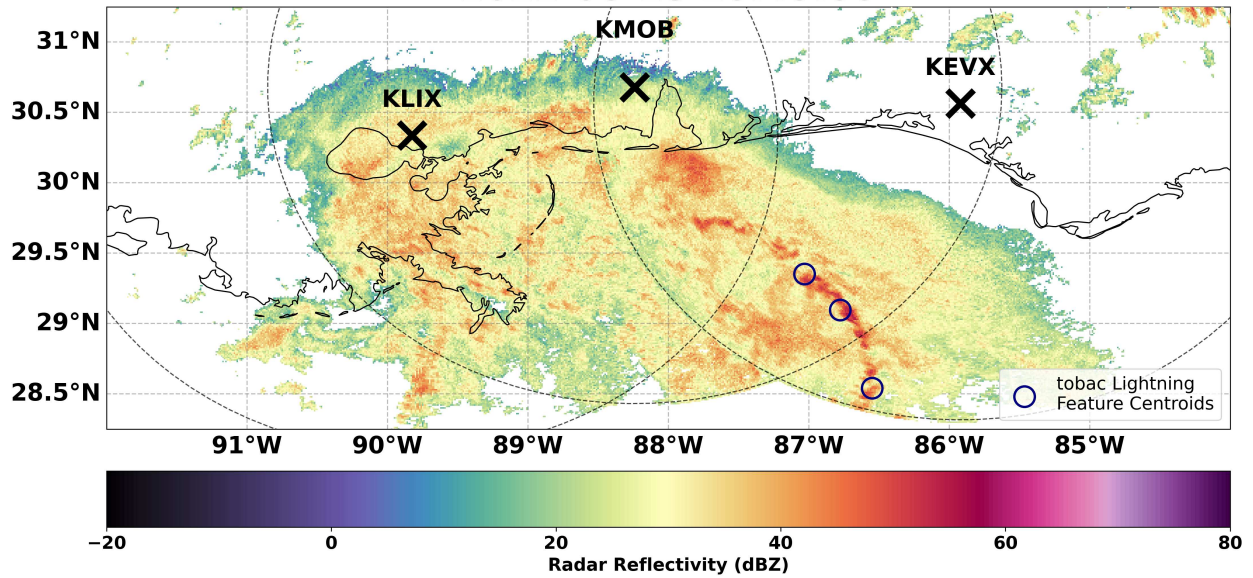 KMOB
KEVX
KLIX
31°N
30.5°N
30°N
29.5°N
29°N
28.5°N
tobac Lightning
Feature Centroids
91°W 90°W 89°W 88°W 87°W 86°W 85°W
−20 0 20 40 60 80
Radar Reflectivity (dBZ)